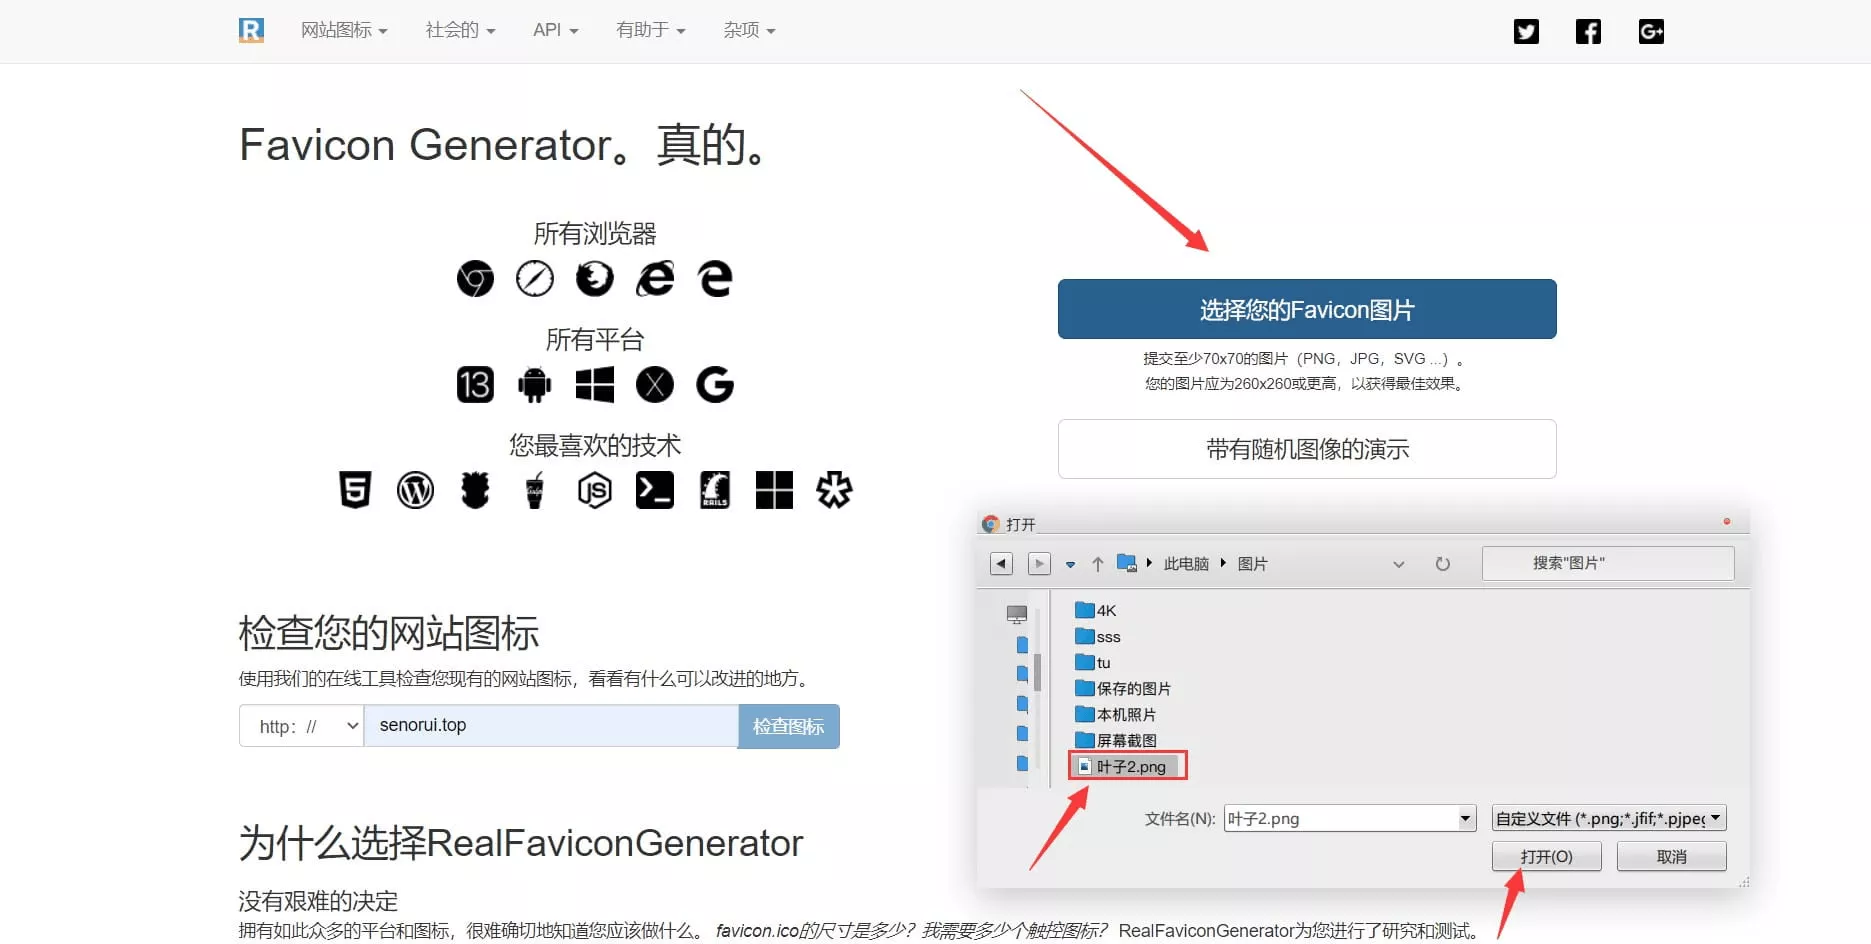 R 网站图标 社会的 API 有助于 杂项 G+
Favicon Generator。真的。
所有浏览器
所有平台
13 X G
您最喜欢的技术
5 W Gulp JS RAILS
选择您的Favicon图片
提交至少70x70的图片（PNG，JPG，SVG ...）。
您的图片应为260x260或更高，以获得最佳效果。
带有随机图像的演示
检查您的网站图标
使用我们的在线工具检查您现有的网站图标，看看有什么可以改进的地方。
http：// senorui.top 检查图标
打开
此电脑 图片 搜索"图片"
4K
sss
tu
保存的图片
本机照片
屏幕截图
叶子2.png
文件名(N): 叶子2.png 自定义文件 (*.png;*.jfif;*.pjpeg
打开(O) 取消
为什么选择RealFaviconGenerator
没有艰难的决定
拥有如此众多的平台和图标，很难确切地知道您应该做什么。 favicon.ico的尺寸是多少？我需要多少个触控图标？ RealFaviconGenerator为您进行了研究和测试。